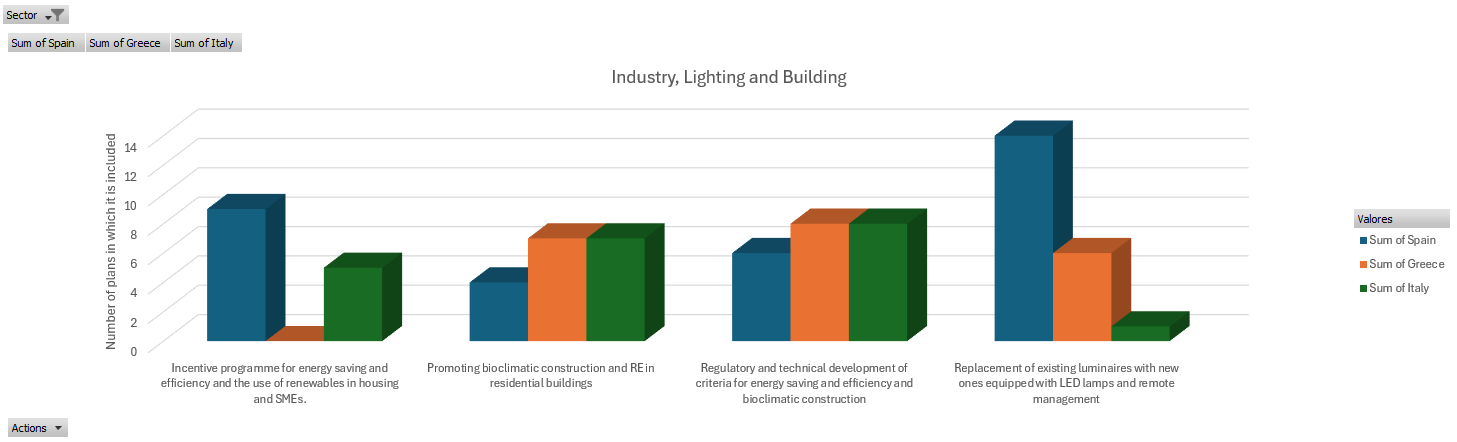 Sector
Sum of Spain
Sum of Greece
Sum of Italy
Industry, Lighting and Building
Number of plans in which it is included
14
12
10
8
6
4
2
0
Incentive programme for energy saving and
efficiency and the use of renewables in housing
and SMEs.
Promoting bioclimatic construction and RE in
residential buildings
Regulatory and technical development of
criteria for energy saving and efficiency and
bioclimatic construction
Replacement of existing luminaires with new
ones equipped with LED lamps and remote
management
Valores
Sum of Spain
Sum of Greece
Sum of Italy
Actions